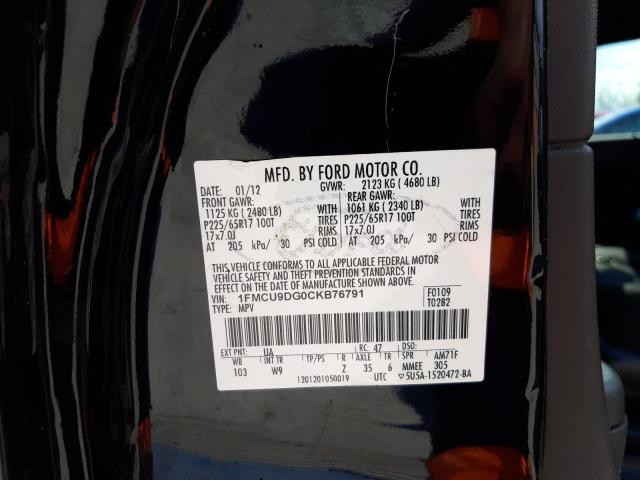 MFD. BY FORD MOTOR CO.
DATE: 01/12 GVWR: 2123 KG ( 4680 LB)
FRONT GAWR: REAR GAWR:
1125 KG ( 2480 LB) WITH 1061 KG ( 2340 LB) WITH
P225/65R17 100T TIRES P225/65R17 100T TIRES
17x7.0J RIMS 17x7.0J RIMS
AT 205 kPa/ 30 PSI COLD AT 205 kPa/ 30 PSI COLD
THIS VEHICLE CONFORMS TO ALL APPLICABLE FEDERAL MOTOR
VEHICLE SAFETY AND THEFT PREVENTION STANDARDS IN
EFFECT ON THE DATE OF MANUFACTURE SHOWN ABOVE.
VIN: 1FMCU9DG0CKB76791 F0109
TYPE: MPV T0282
EXT PNT: UA RC: 47 DSO:
WB INT TR TP/PS R AXLE TR SPR AM71F
103 W9 Z 35 6 MMEE 305
1201201050019 UTC ▽5U5A-1520472-BA